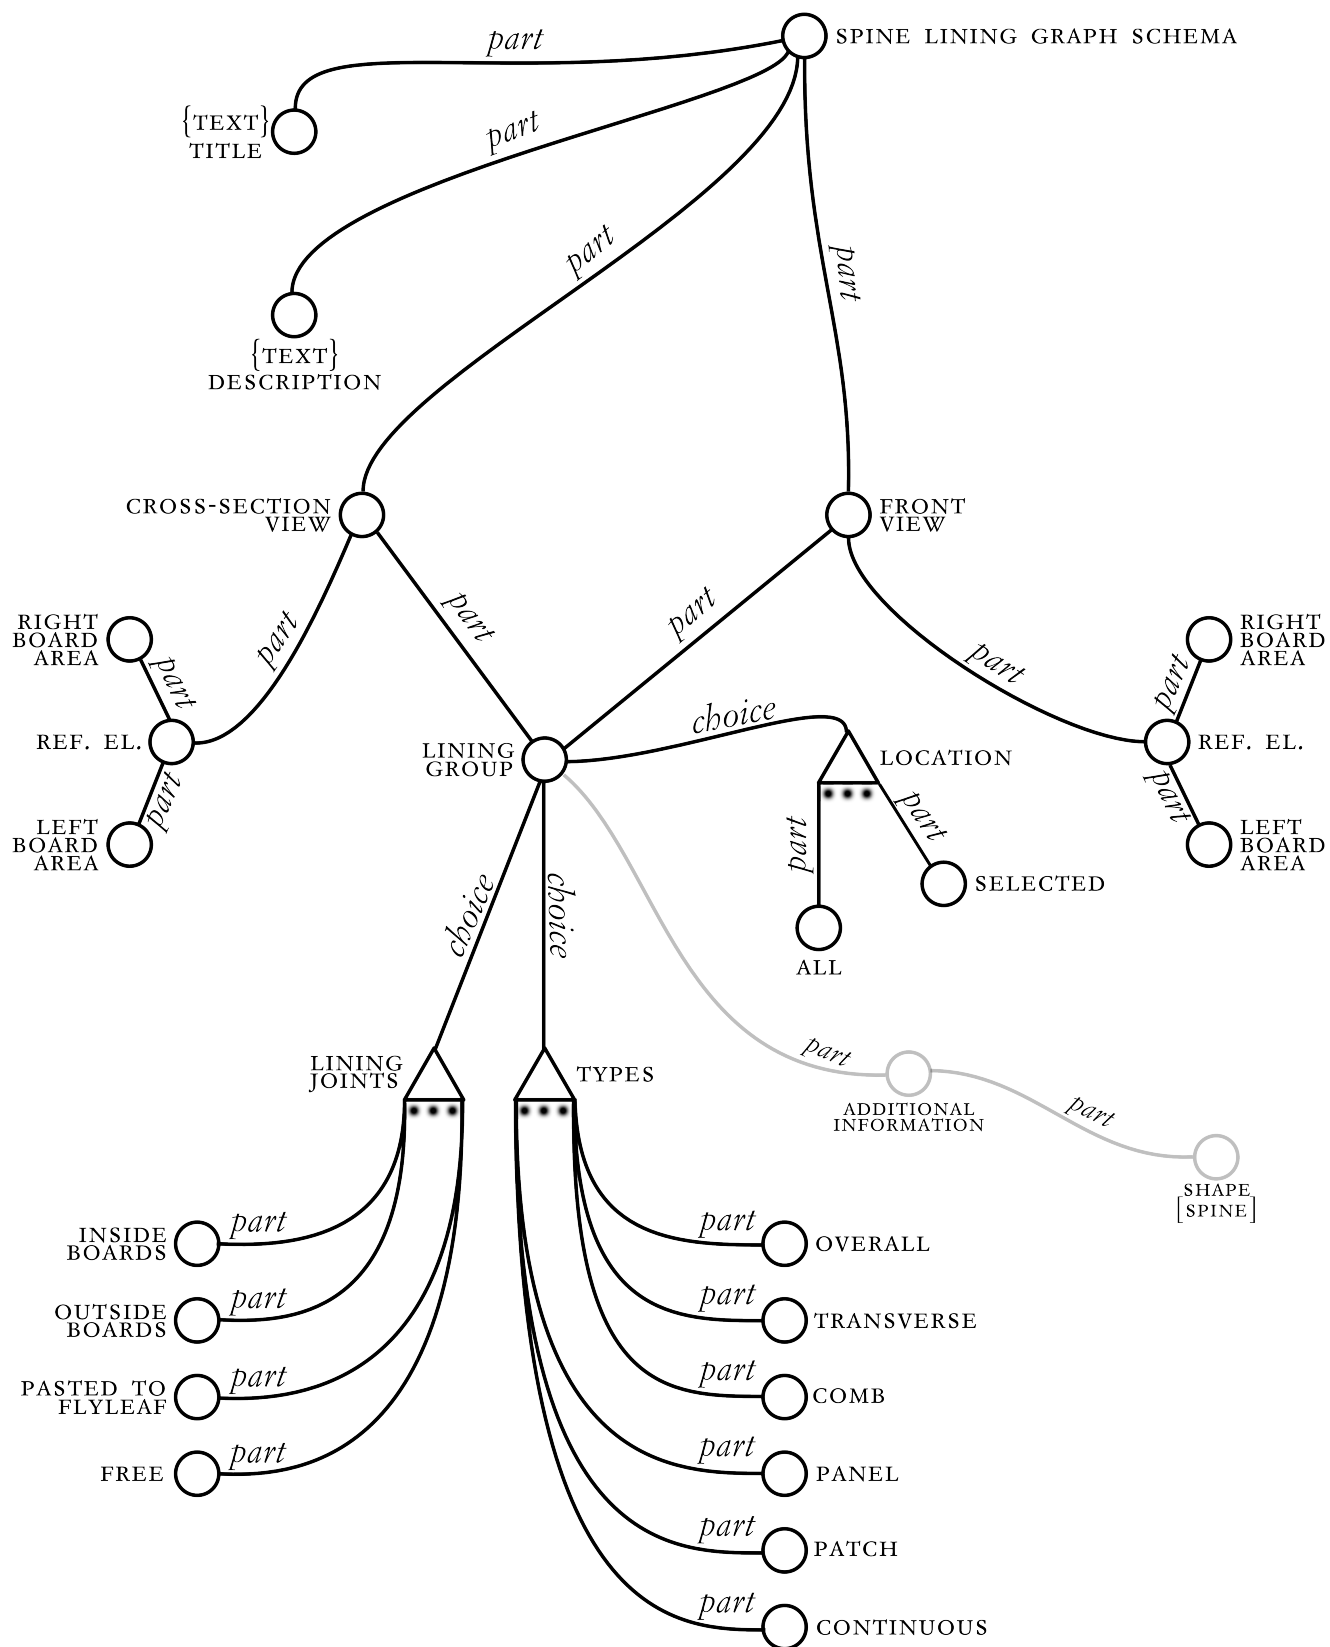 part
SPINE LINING GRAPH SCHEMA
{TEXT}
TITLE
part
part
part
{TEXT}
DESCRIPTION
CROSS-SECTION
VIEW
FRONT
VIEW
part
part
part
part
RIGHT
BOARD
AREA
part
REF. EL.
part
LEFT
BOARD
AREA
RIGHT
BOARD
AREA
part
REF. EL.
part
LEFT
BOARD
AREA
LINING
GROUP
choice
LOCATION
part
part
SELECTED
ALL
choice
choice
LINING
JOINTS
TYPES
part
ADDITIONAL
INFORMATION
part
SHAPE
[SPINE]
INSIDE
BOARDS
part
part
OVERALL
OUTSIDE
BOARDS
part
part
TRANSVERSE
PASTED TO
FLYLEAF
part
part
COMB
FREE
part
part
PANEL
part
PATCH
part
CONTINUOUS